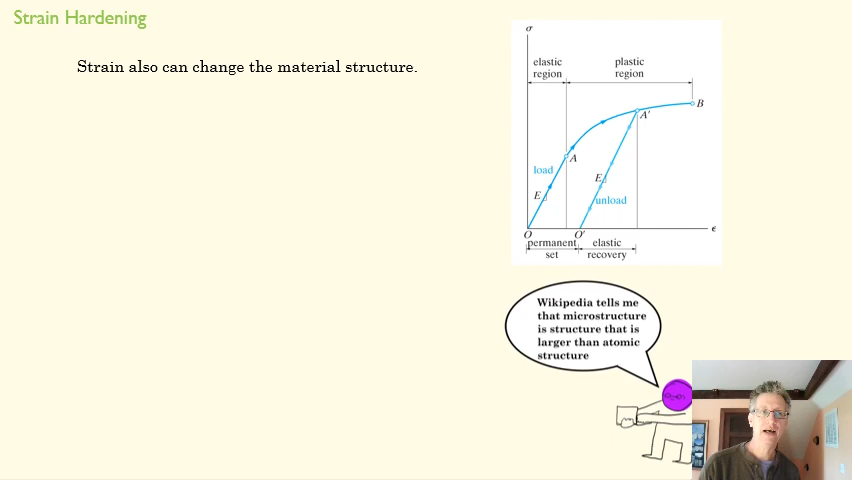 Strain Hardening
Strain also can change the material structure.
σ
elastic
region
plastic
region
B
A'
A
load
E
E
unload
O
O'
ϵ
permanent
set
elastic
recovery
Wikipedia tells me
that microstructure
is structure that is
larger than atomic
structure